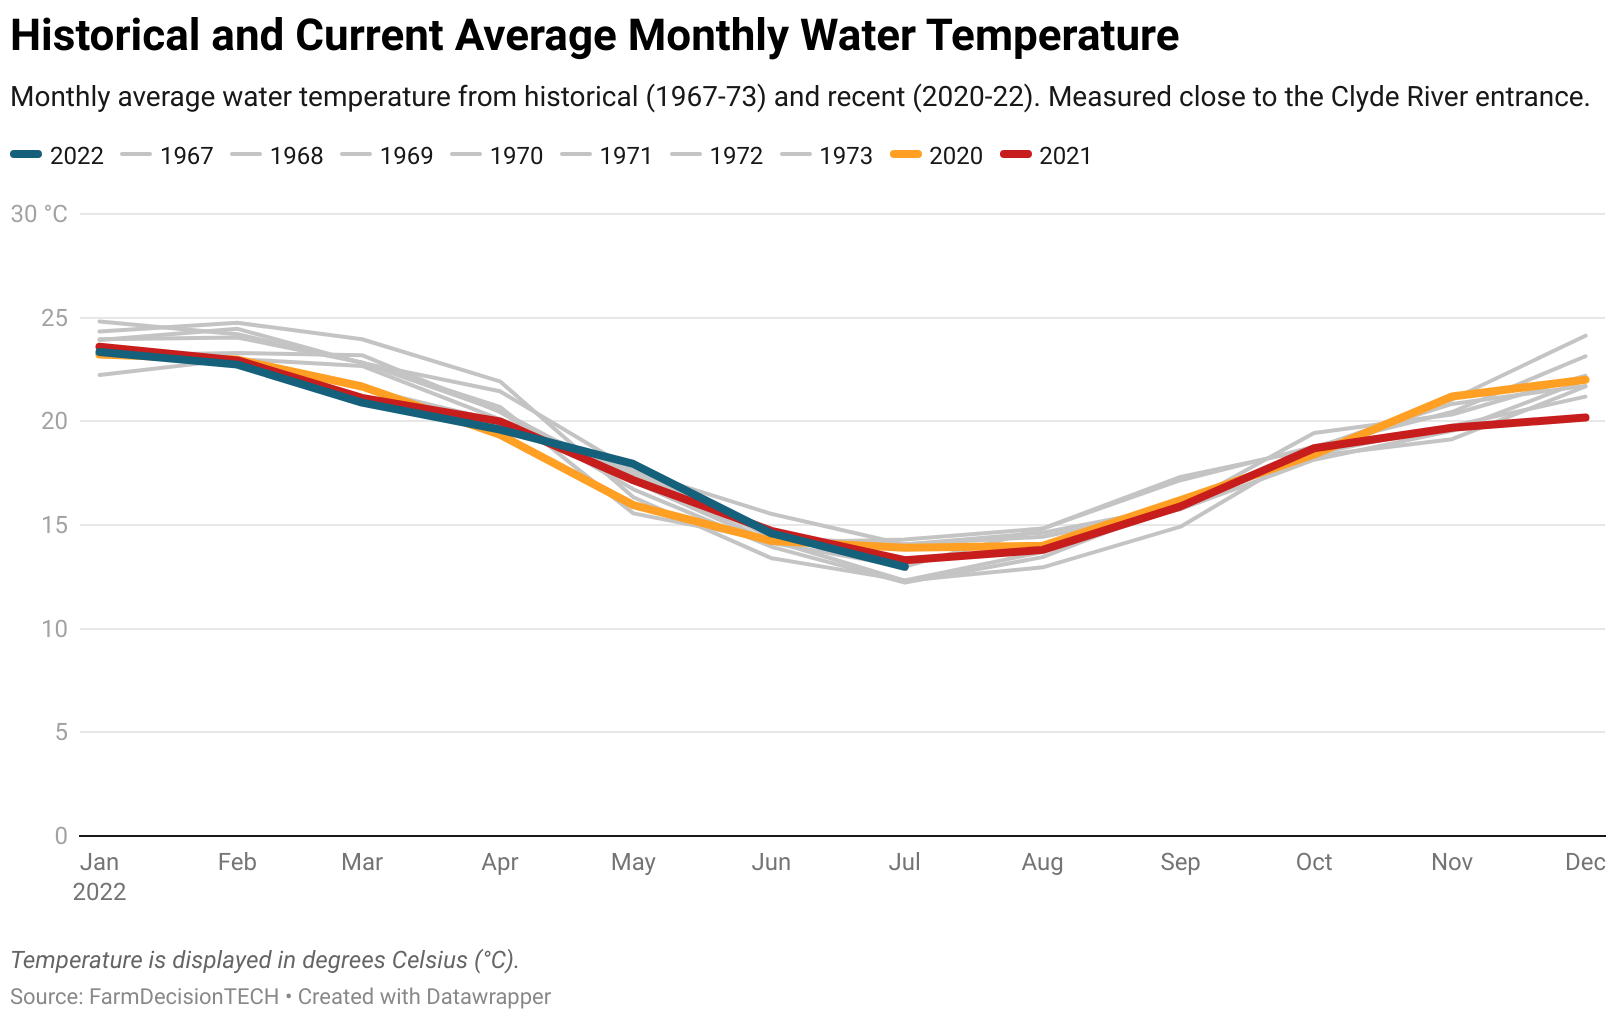 Historical and Current Average Monthly Water Temperature
Monthly average water temperature from historical (1967-73) and recent (2020-22). Measured close to the Clyde River entrance.
2022 1967 1968 1969 1970 1971 1972 1973 2020 2021
30 °C
25
20
15
10
5
0
Jan Feb Mar Apr May Jun Jul Aug Sep Oct Nov Dec
2022
Temperature is displayed in degrees Celsius (°C).
Source: FarmDecisionTECH • Created with Datawrapper